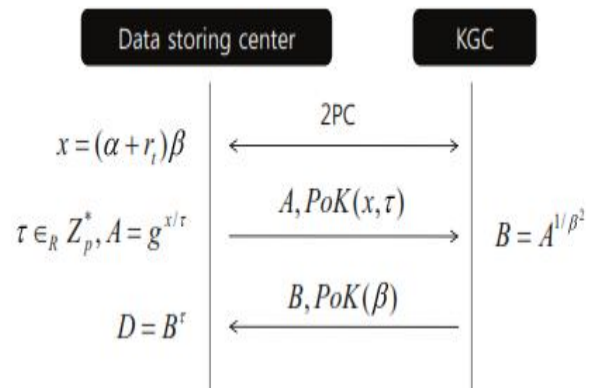 Data storing center KGC
2PC
x = (α + r_t)β
A, PoK(x, τ)
τ ∈_R Z_p^*, A = g^{x/τ} B = A^{1/β^2}
B, PoK(β)
D = B^τ